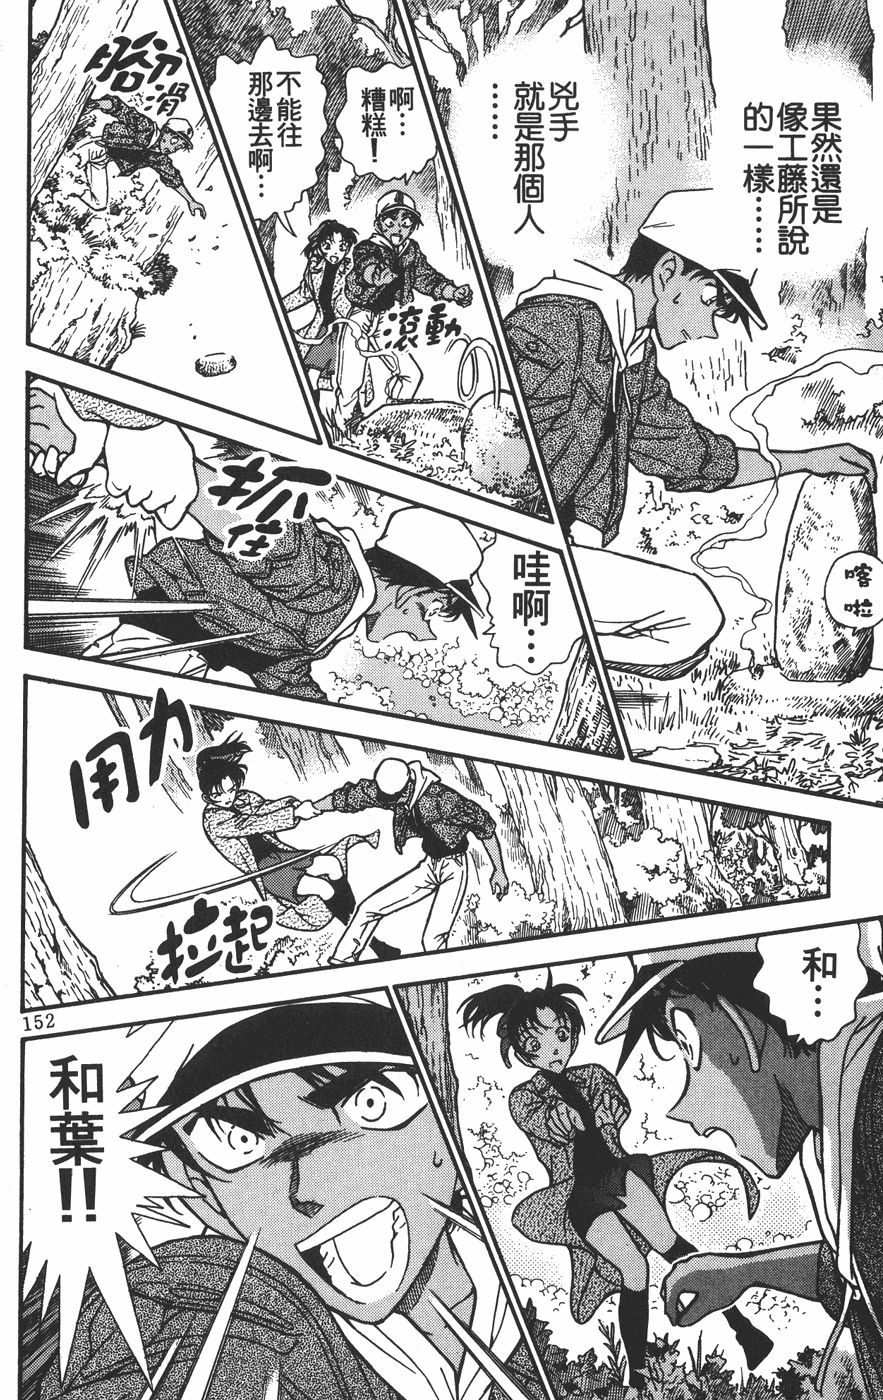 果然還是
像工藤所說
的一樣……
兇手
就是那個人
……
喀
啦
啊…
糟糕！
滾動
不能往
那邊去啊…
滑
哇啊…
抓住
用力
拉起
和…
和葉!!
152